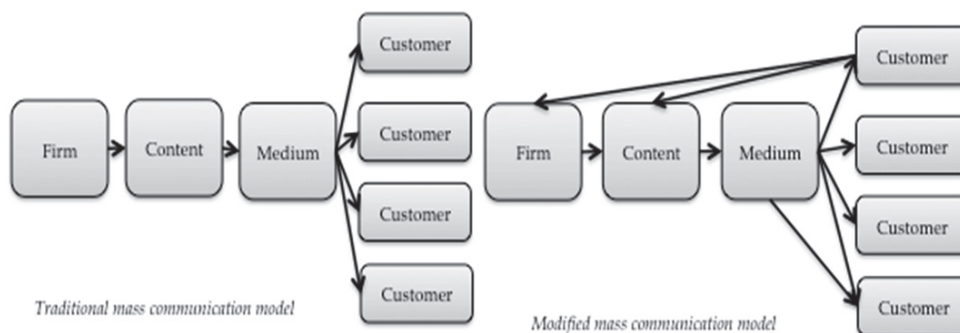 Customer
Customer
Firm
Content
Medium
Customer
Customer
Traditional mass communication model
Customer
Customer
Firm
Content
Medium
Customer
Customer
Modified mass communication model